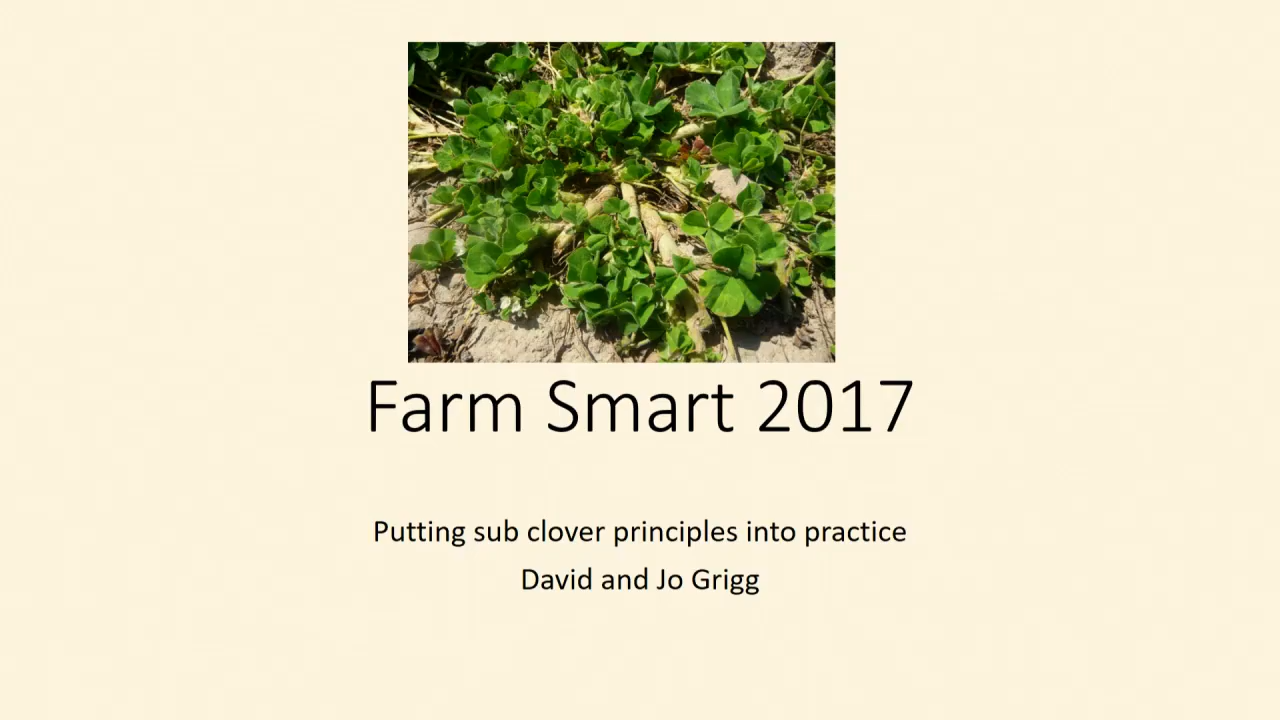 Farm Smart 2017
Putting sub clover principles into practice
David and Jo Grigg